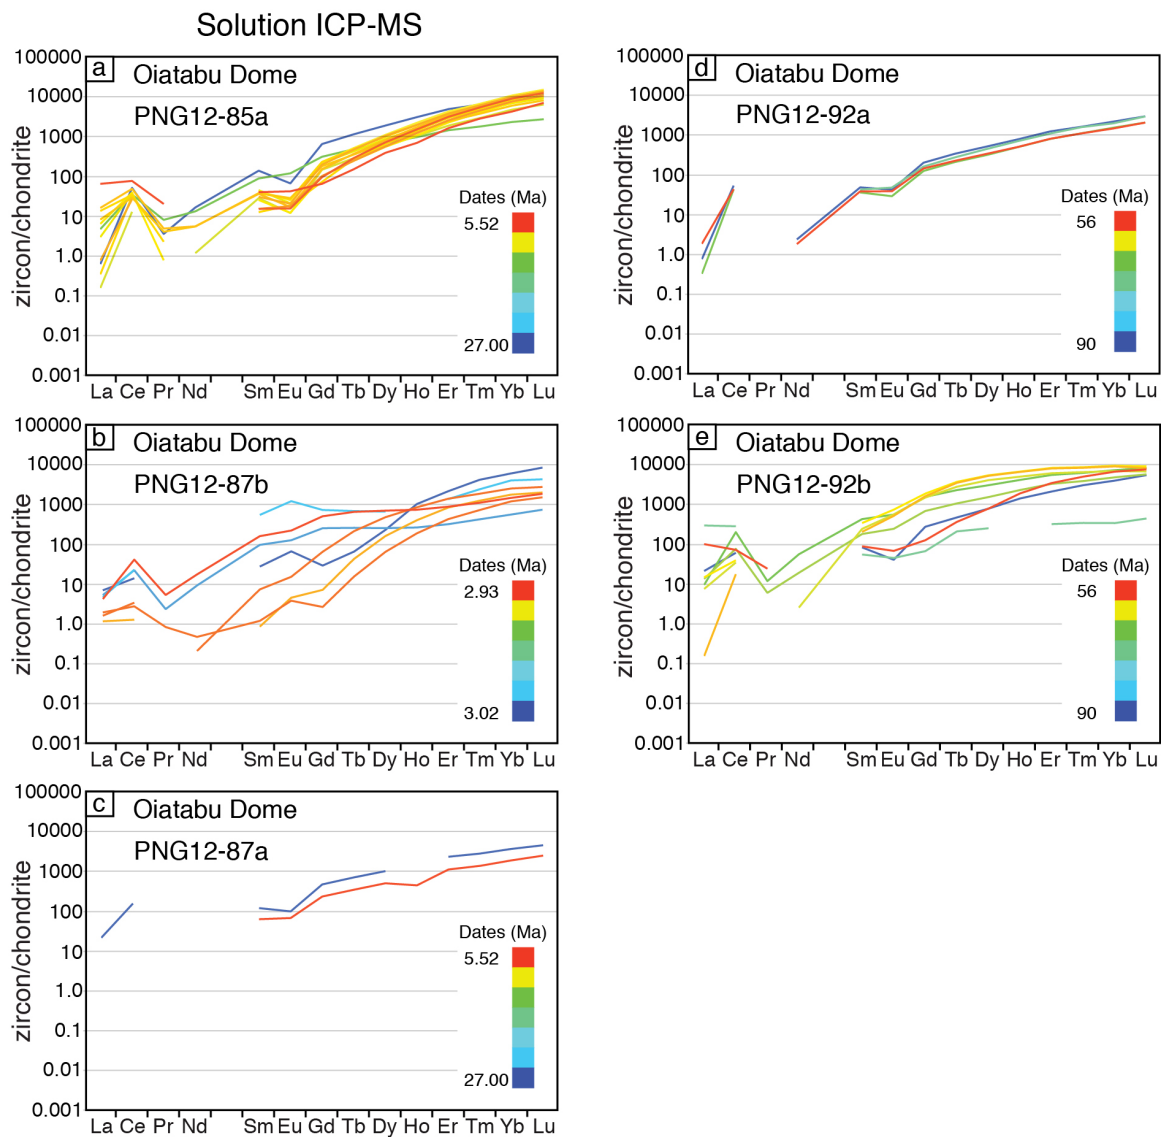 Solution ICP-MS
a
Oiatabu Dome
PNG12-85a
zircon/chondrite
100000
10000
1000
100
10
1.0
0.1
0.01
0.001
Dates (Ma)
5.52
27.00
La Ce Pr Nd Sm Eu Gd Tb Dy Ho Er Tm Yb Lu
d
Oiatabu Dome
PNG12-92a
zircon/chondrite
100000
10000
1000
100
10
1.0
0.1
0.01
0.001
Dates (Ma)
56
90
La Ce Pr Nd Sm Eu Gd Tb Dy Ho Er Tm Yb Lu
b
Oiatabu Dome
PNG12-87b
zircon/chondrite
100000
10000
1000
100
10
1.0
0.1
0.01
0.001
Dates (Ma)
2.93
3.02
La Ce Pr Nd Sm Eu Gd Tb Dy Ho Er Tm Yb Lu
e
Oiatabu Dome
PNG12-92b
zircon/chondrite
100000
10000
1000
100
10
1.0
0.1
0.01
0.001
Dates (Ma)
56
90
La Ce Pr Nd Sm Eu Gd Tb Dy Ho Er Tm Yb Lu
c
Oiatabu Dome
PNG12-87a
zircon/chondrite
100000
10000
1000
100
10
1.0
0.1
0.01
0.001
Dates (Ma)
5.52
27.00
La Ce Pr Nd Sm Eu Gd Tb Dy Ho Er Tm Yb Lu